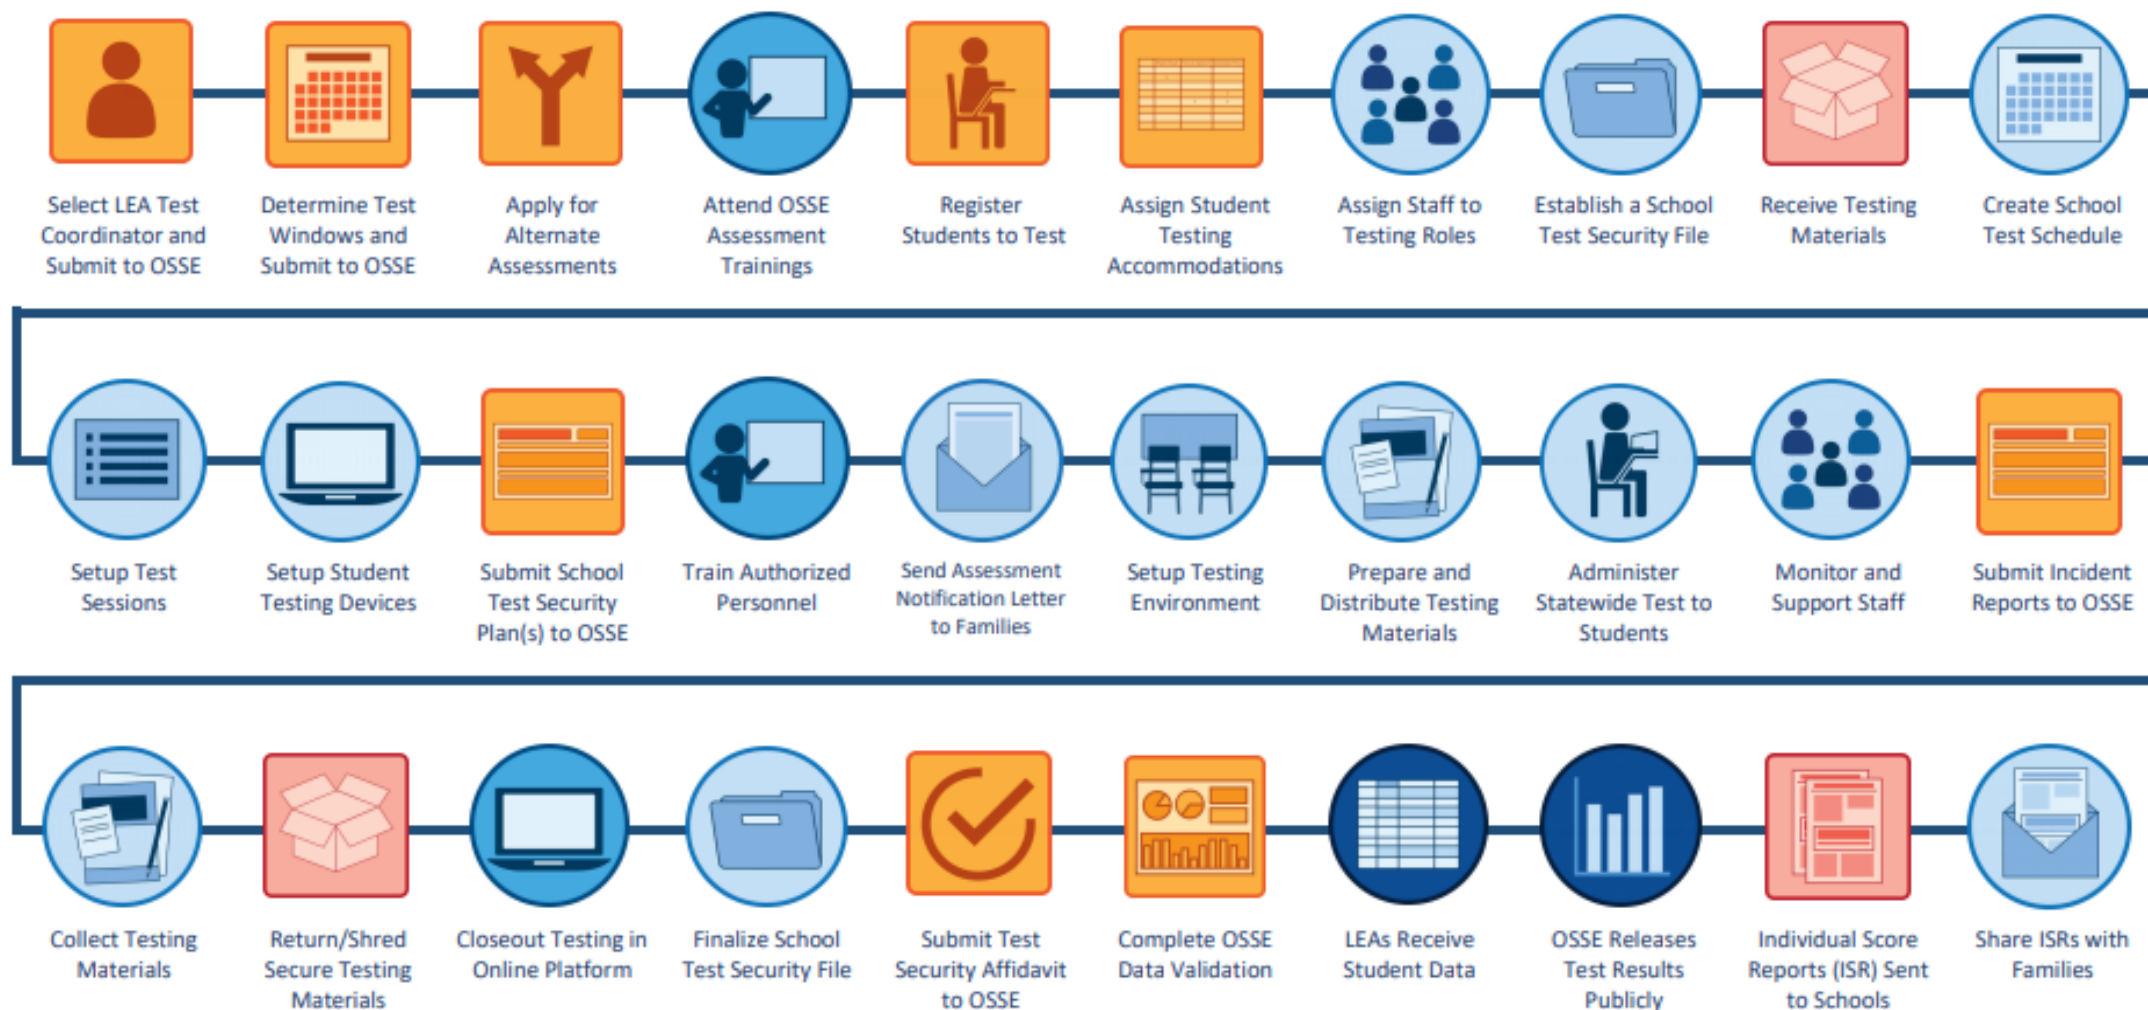 Select LEA Test
Coordinator and
Submit to OSSE
Determine Test
Windows and
Submit to OSSE
Apply for
Alternate
Assessments
Attend OSSE
Assessment
Trainings
Register
Students to Test
Assign Student
Testing
Accommodations
Assign Staff to
Testing Roles
Establish a School
Test Security File
Receive Testing
Materials
Create School
Test Schedule
Setup Test
Sessions
Setup Student
Testing Devices
Submit School
Test Security
Plan(s) to OSSE
Train Authorized
Personnel
Send Assessment
Notification Letter
to Families
Setup Testing
Environment
Prepare and
Distribute Testing
Materials
Administer
Statewide Test to
Students
Monitor and
Support Staff
Submit Incident
Reports to OSSE
Collect Testing
Materials
Return/Shred
Secure Testing
Materials
Closeout Testing in
Online Platform
Finalize School
Test Security File
Submit Test
Security Affidavit
to OSSE
Complete OSSE
Data Validation
LEAs Receive
Student Data
OSSE Releases
Test Results
Publicly
Individual Score
Reports (ISR) Sent
to Schools
Share ISRs with
Families